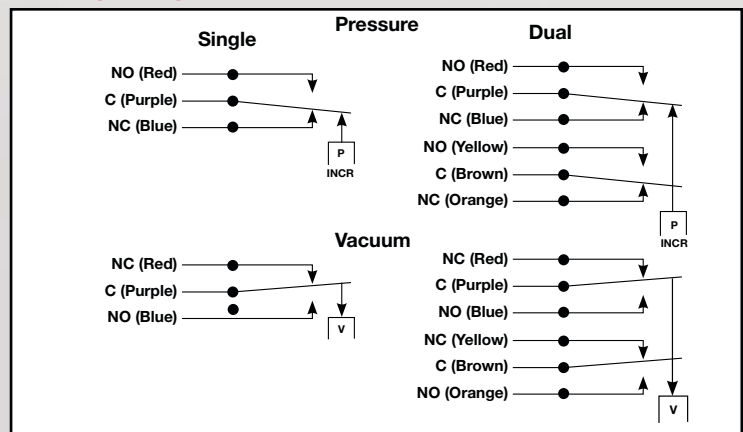 Pressure
Single
NO (Red)
C (Purple)
NC (Blue)
P
INCR
Dual
NO (Red)
C (Purple)
NC (Blue)
NO (Yellow)
C (Brown)
NC (Orange)
P
INCR
Vacuum
NC (Red)
C (Purple)
NO (Blue)
V
NC (Red)
C (Purple)
NO (Blue)
NC (Yellow)
C (Brown)
NO (Orange)
V